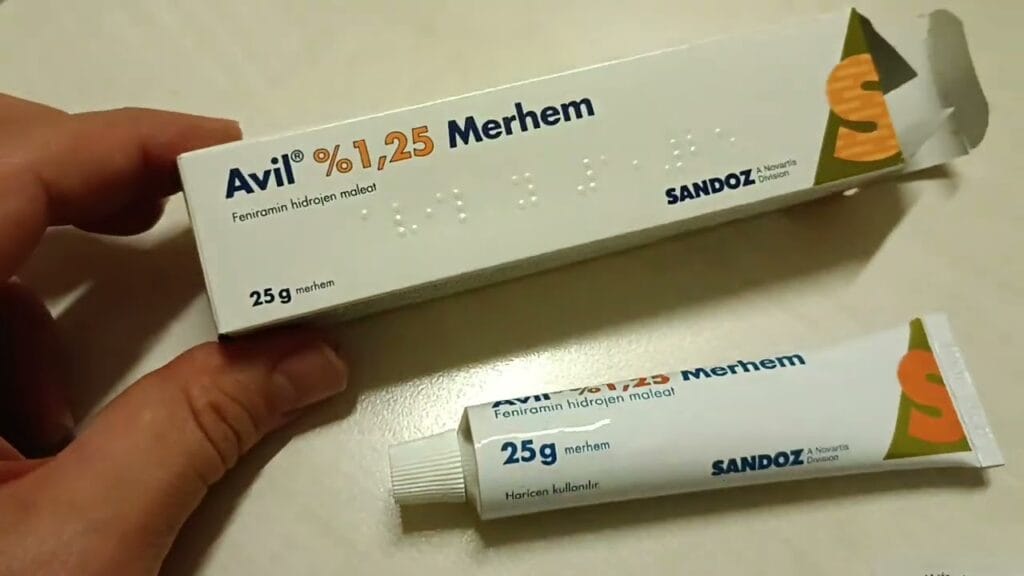 Avil® %1,25 Merhem
Feniramin hidrojen maleat
25 g merhem
SANDOZ A Novartis
Division
S
Avil %1,25 Merhem
Feniramin hidrojen maleat
25 g merhem
SANDOZ A Novartis
Division
Haricen kullanılır.
S